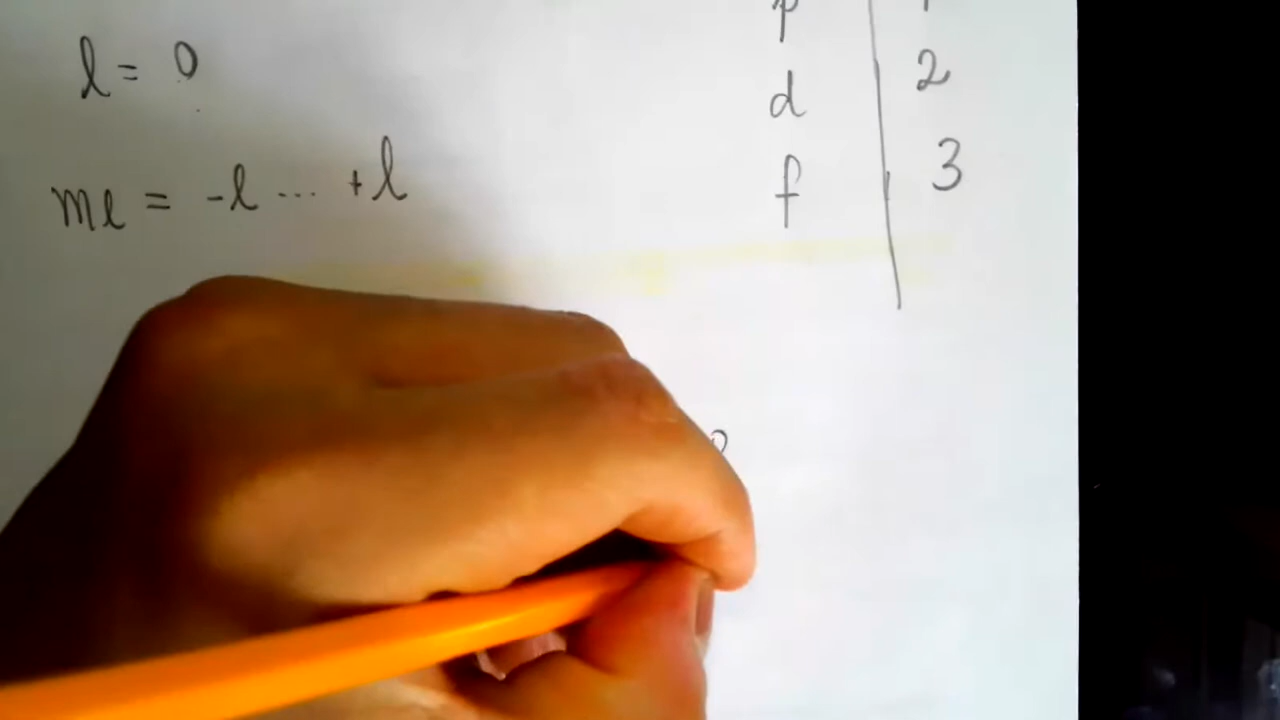 l = 0
mℓ = -ℓ ... +ℓ
p
d 2
f 3